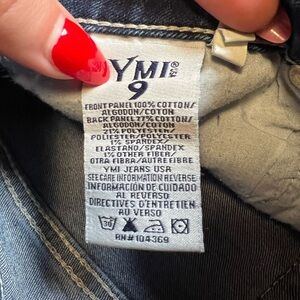 YMI® USA
9
FRONT PANEL 100% COTTON/
ALGODON/COTON
BACK PANEL 77% COTTON/
ALGODON/COTON
21% POLYESTER/
POLIESTER/POLYESTER
1% SPANDEX/
ELASTANO/SPANDEX
1% OTHER FIBER/
OTRA FIBRA/AUTRE FIBRE
YMI JEANS USA
SEE CARE INFORMATION REVERSE
INFORMACIÓN DE CUIDADO
AL REVERSO
DIRECTIVES D'ENTRETIEN
AU VERSO
30
RN# 104369